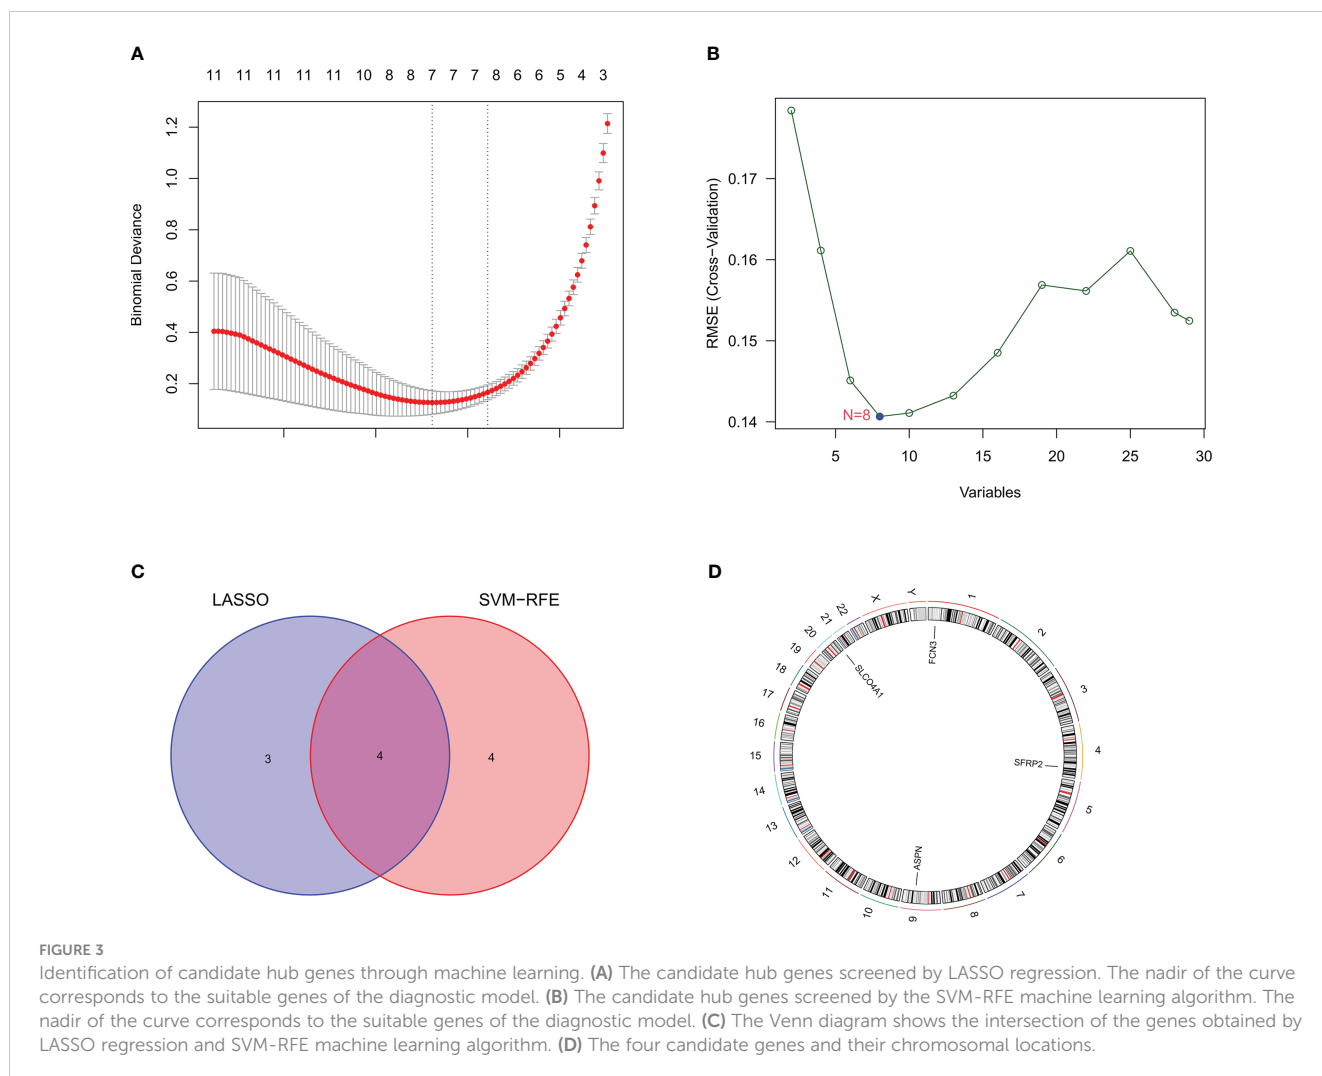 A
11 11 11 11 11 10 8 8 7 7 7 8 6 6 5 4 3
Binomial Deviance
1.2
1.0
0.8
0.6
0.4
0.2
B
RMSE (Cross−Validation)
0.17
0.16
0.15
0.14
N=8
5 10 15 20 25 30
Variables
C
LASSO
SVM−RFE
3
4
4
D
1
2
3
4
5
6
7
8
9
10
11
12
13
14
15
16
17
18
19
20
21
22
X
Y
FCN3
SFRP2
ASPN
SLCO4A1
FIGURE 3
Identification of candidate hub genes through machine learning. (A) The candidate hub genes screened by LASSO regression. The nadir of the curve
corresponds to the suitable genes of the diagnostic model. (B) The candidate hub genes screened by the SVM-RFE machine learning algorithm. The
nadir of the curve corresponds to the suitable genes of the diagnostic model. (C) The Venn diagram shows the intersection of the genes obtained by
LASSO regression and SVM-RFE machine learning algorithm. (D) The four candidate genes and their chromosomal locations.